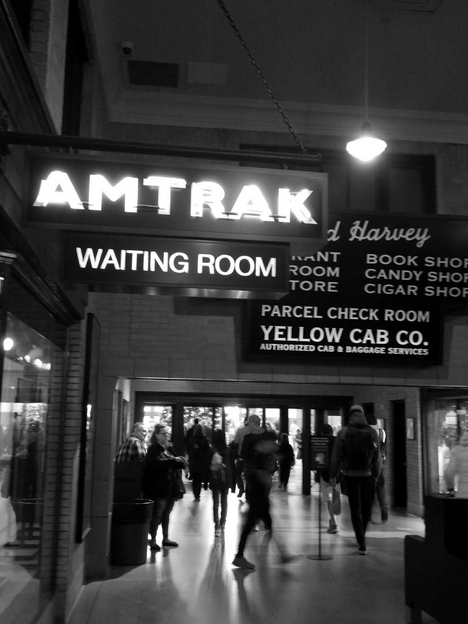 AMTRAK
WAITING ROOM
d Harvey
RANT BOOK SHOP
ROOM CANDY SHOP
TORE CIGAR SHOP
PARCEL CHECK ROOM
YELLOW CAB CO.
AUTHORIZED CAB & BAGGAGE SERVICES